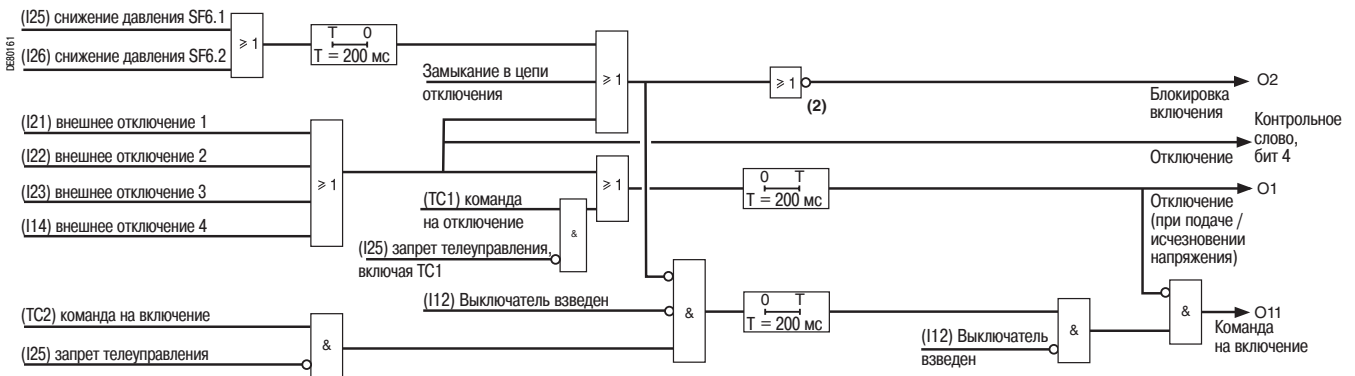 (I25) снижение давления SF6.1
DE80161
(I26) снижение давления SF6.2
⩾ 1
T 0
T = 200 мс
Замыкание в цепи
отключения
⩾ 1
⩾ 1
(2)
O2
Блокировка
включения
(I21) внешнее отключение 1
(I22) внешнее отключение 2
(I23) внешнее отключение 3
(I14) внешнее отключение 4
⩾ 1
Отключение
Контрольное
слово,
бит 4
(TC1) команда
на отключение
(I25) запрет телеуправления,
включая TC1
&
⩾ 1
0 T
T = 200 мс
O1
Отключение
(при подаче /
исчезновении
напряжения)
(TC2) команда на включение
(I25) запрет телеуправления
&
(I12) Выключатель взведен
&
0 T
T = 200 мс
(I12) Выключатель
взведен
&
&
O11
Команда
на включение